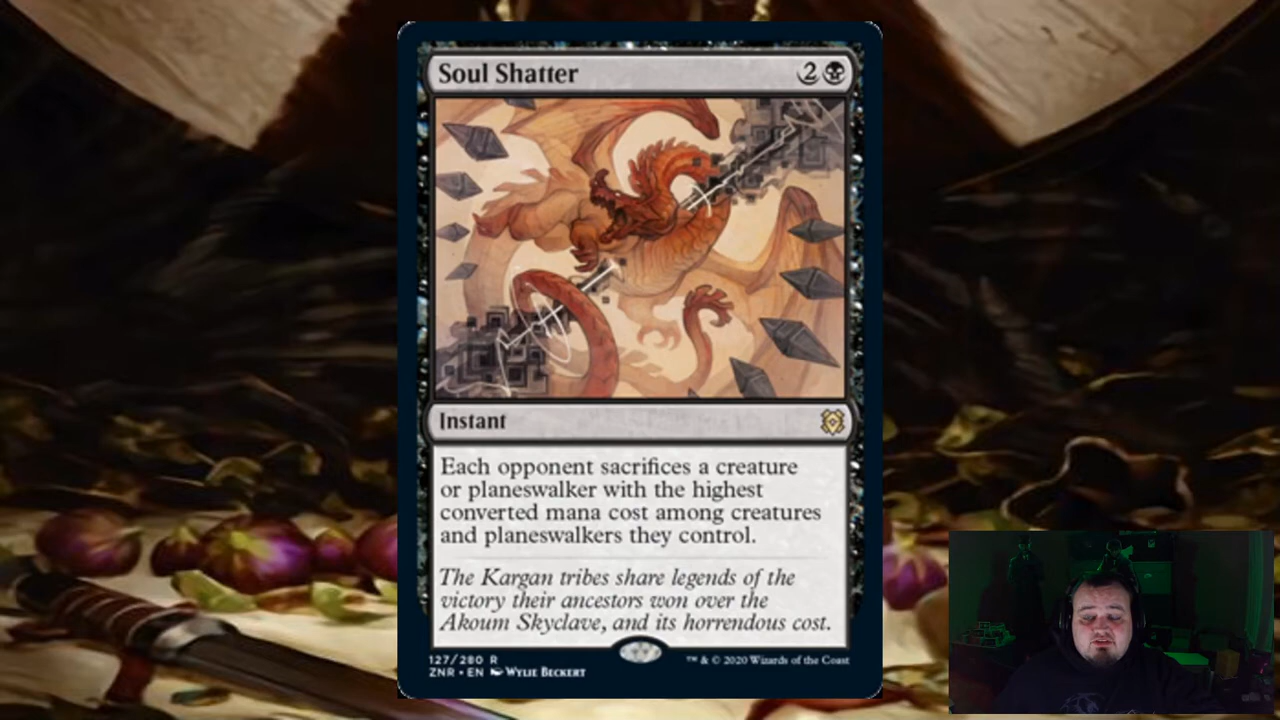 Soul Shatter 2
Instant
Each opponent sacrifices a creature
or planeswalker with the highest
converted mana cost among creatures
and planeswalkers they control.
The Kargan tribes share legends of the
victory their ancestors won over the
Akoum Skyclave, and its horrendous cost.
127/280 R
ZNR • EN Wylie Beckert
™ & © 2020 Wizards of the Coast